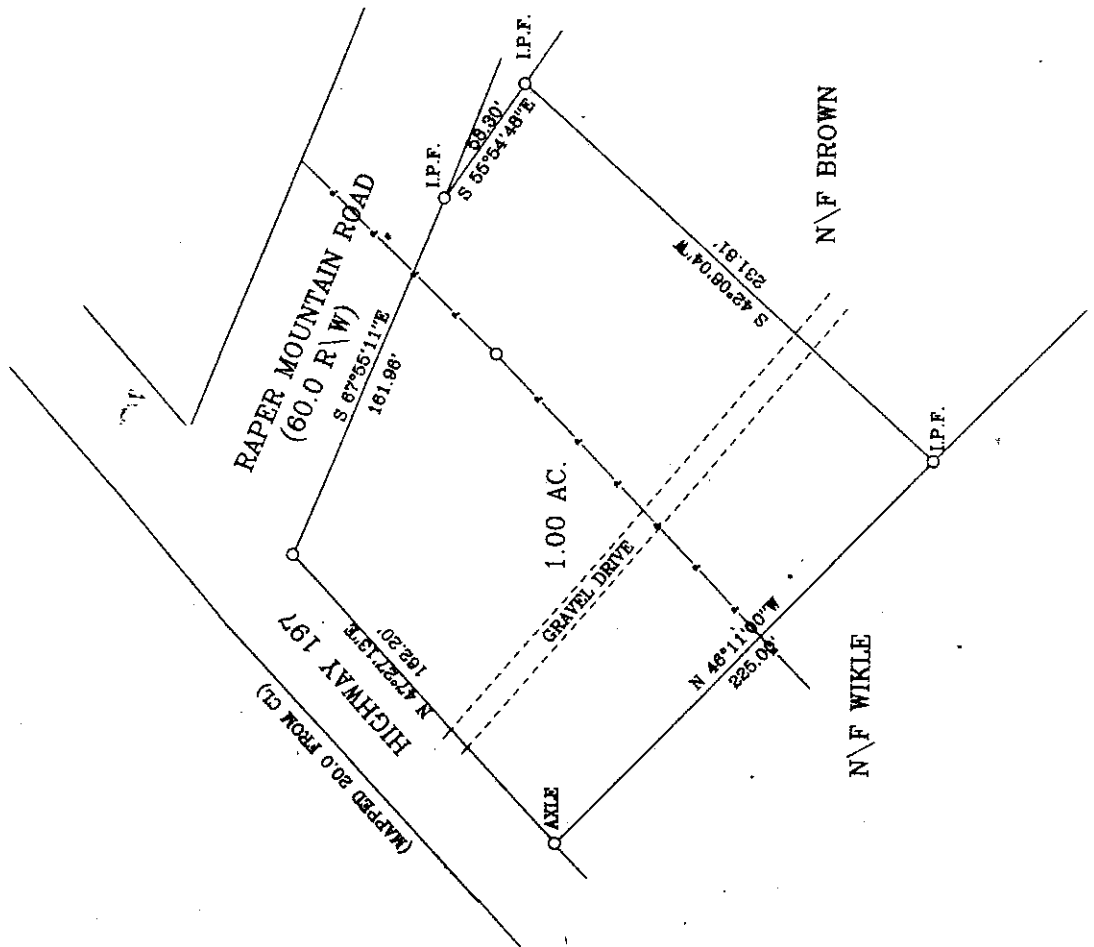 I.P.F.
I.P.F.
58.30'
S 55°54'48"E
RAPER MOUNTAIN ROAD
(60.0 R\W)
S 67°55'11"E
161.98'
N\F BROWN
S 42°08'04"W
231.81'
HIGHWAY 197
N 47°27'13"E
162.20'
(MAPPED 20.0 FROM CL)
1.00 AC.
GRAVEL DRIVE
AXLE
N 46°11'00"W
225.00'
I.P.F.
N\F WIKLE